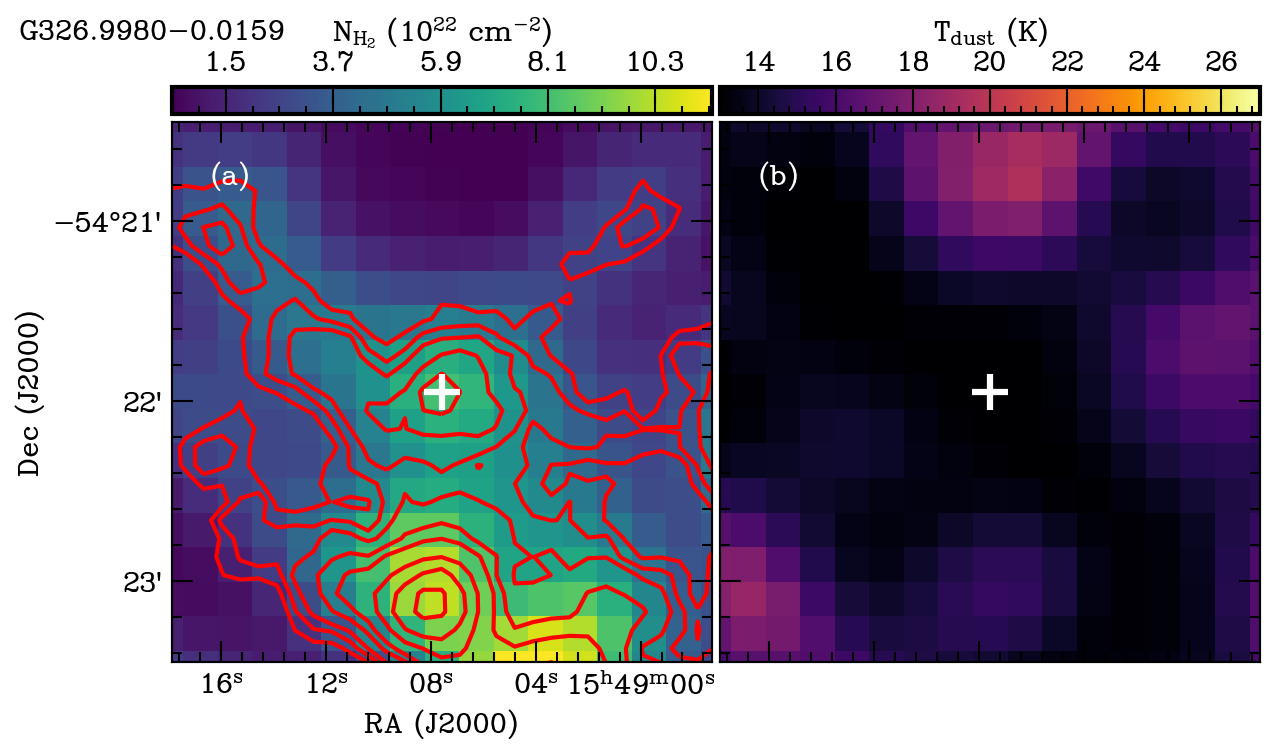 G326.9980−0.0159
N_H₂ (10²² cm⁻²)
T_dust (K)
1.5 3.7 5.9 8.1 10.3
14 16 18 20 22 24 26
(a)
(b)
−54°21'
22'
23'
Dec (J2000)
16ˢ 12ˢ 08ˢ 04ˢ 15ʰ49ᵐ00ˢ
RA (J2000)